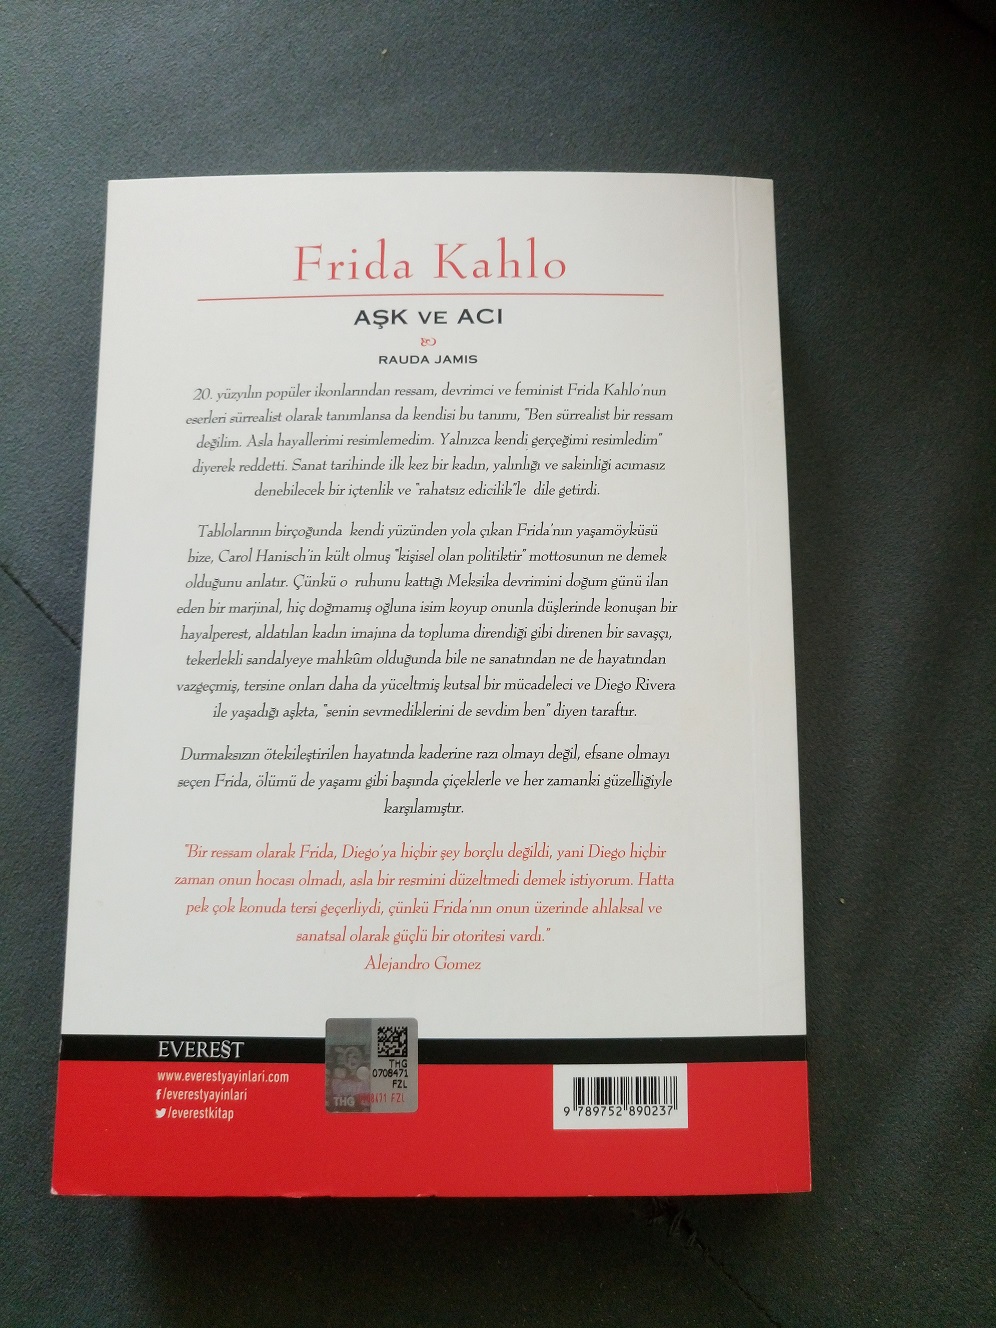 Frida Kahlo
AŞK VE ACI
RAUDA JAMIS
20. yüzyılın popüler ikonlarından ressam, devrimci ve feminist Frida Kahlo'nun
eserleri sürrealist olarak tanımlansa da kendisi bu tanımı, "Ben sürrealist bir ressam
değilim. Asla hayallerimi resimlemedim. Yalnızca kendi gerçeğimi resimledim"
diyerek reddetti. Sanat tarihinde ilk kez bir kadın, yalınlığı ve sakinliği acımasız
denebilecek bir içtenlik ve "rahatsız edicilik"le dile getirdi.
Tablolarının birçoğunda kendi yüzünden yola çıkan Frida'nın yaşamöyküsü
bize, Carol Hanisch'in kült olmuş "kişisel olan politiktir" mottosunun ne demek
olduğunu anlatır. Çünkü o ruhunu kattığı Meksika devrimini doğum günü ilan
eden bir marjinal, hiç doğmamış oğluna isim koyup onunla düşlerinde konuşan bir
hayalperest, aldatılan kadın imajına da topluma direndiği gibi direnen bir savaşçı,
tekerlekli sandalyeye mahkûm olduğunda bile ne sanatından ne de hayatından
vazgeçmiş, tersine onları daha da yüceltmiş kutsal bir mücadeleci ve Diego Rivera
ile yaşadığı aşkta, "senin sevmediklerini de sevdim ben" diyen taraftır.
Durmaksızın ötekileştirilen hayatında kaderine razı olmayı değil, efsane olmayı
seçen Frida, ölümü de yaşamı gibi başında çiçeklerle ve her zamanki güzelliğiyle
karşılamıştır.
"Bir ressam olarak Frida, Diego'ya hiçbir şey borçlu değildi, yani Diego hiçbir
zaman onun hocası olmadı, asla bir resmini düzeltmedi demek istiyorum. Hatta
pek çok konuda tersi geçerliydi, çünkü Frida'nın onun üzerinde ahlaksal ve
sanatsal olarak güçlü bir otoritesi vardı."
Alejandro Gomez
EVEREST
www.everestyayinlari.com
/everestyayinlari
/everestkitap
THG
0708471
FZL
THG
9 789752 890237